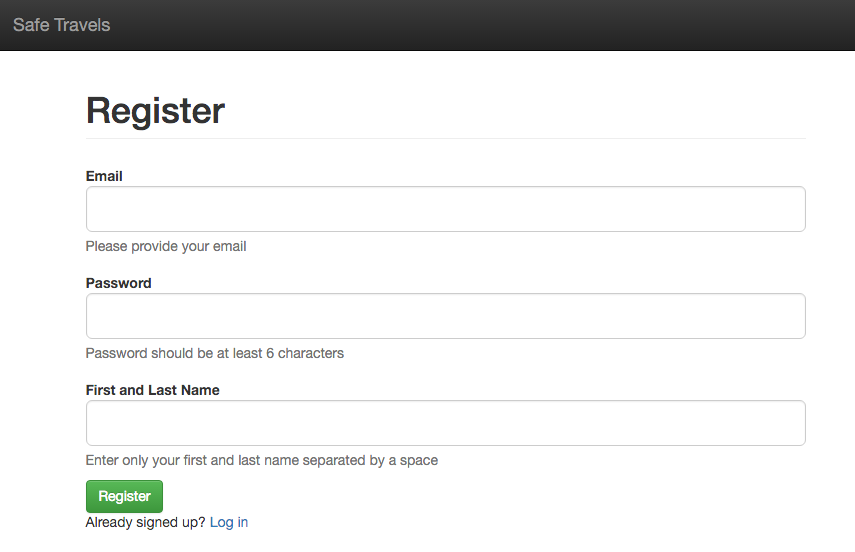 Safe Travels
Register
Email
Please provide your email
Password
Password should be at least 6 characters
First and Last Name
Enter only your first and last name separated by a space
Register
Already signed up? Log in